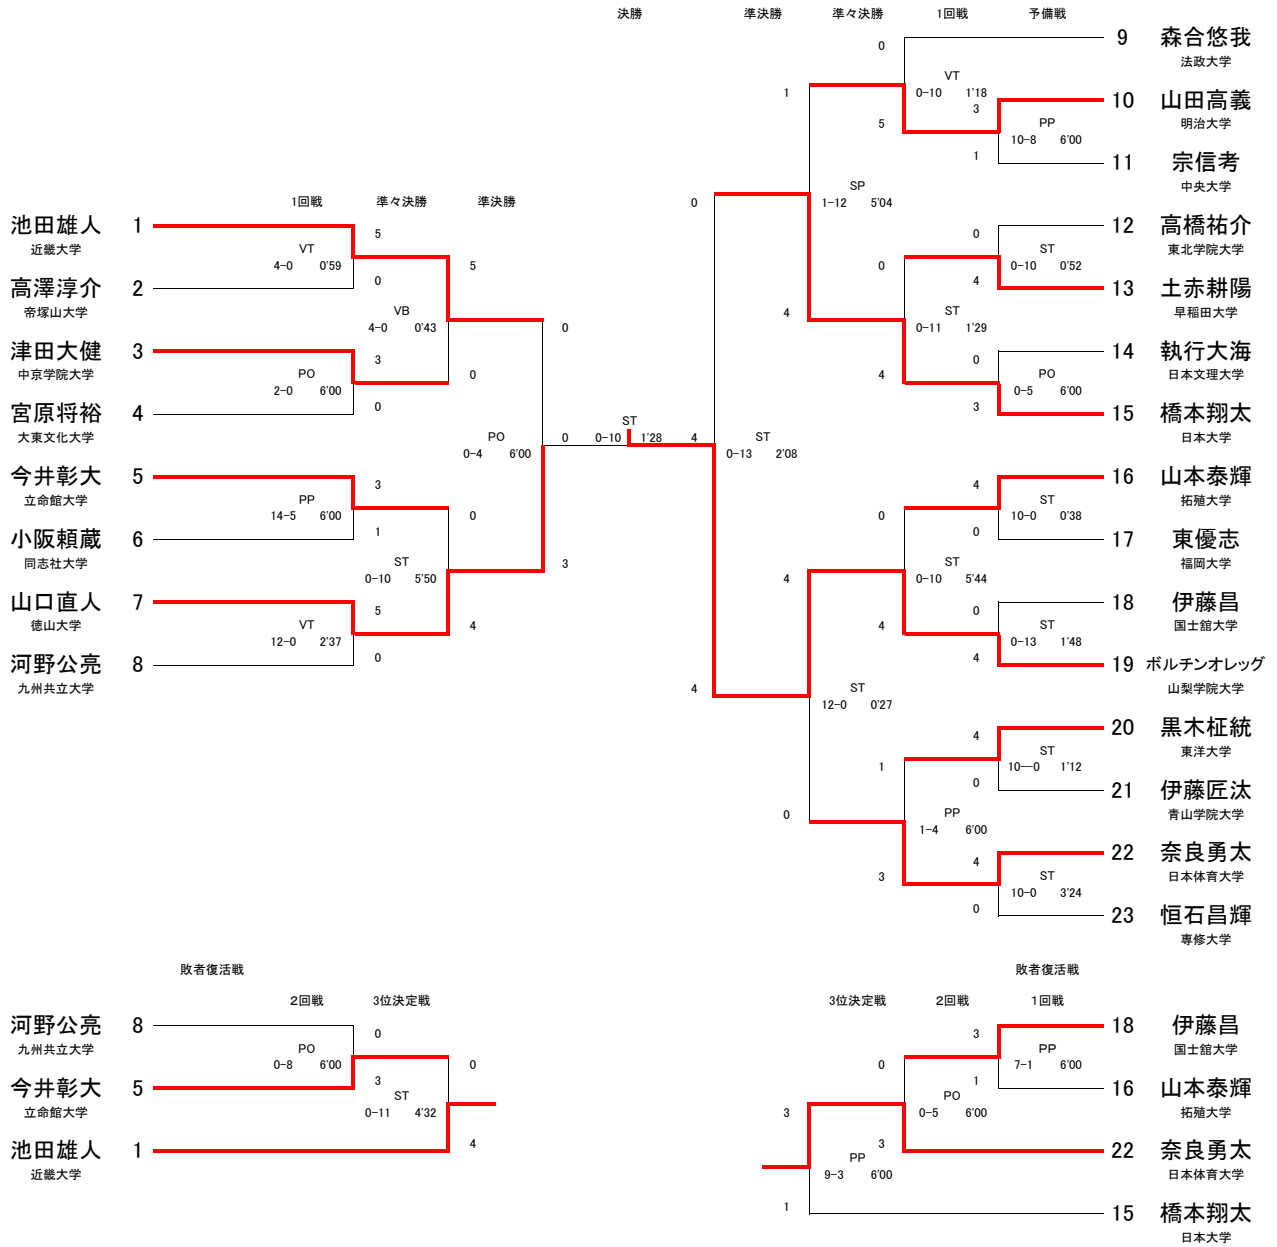 決勝 準決勝 準々決勝 1回戦 予備戦
0 9 森合悠我
法政大学
VT
1 0-10 1'18
3 10 山田高義
5 PP 明治大学
10-8 6'00
1 11 宗信考
中央大学
SP
1回戦 準々決勝 準決勝 0 1-12 5'04
池田雄人 1 5 0 12 高橋祐介
近畿大学 ST 東北学院大学
VT
4-0 0'59 5 0 0-10 0'52
0 4
高澤淳介 2 13 土赤耕陽
帝塚山大学 VB 4 ST 早稲田大学
4-0 0'43 0 0-11 1'29
津田大健 3 3 0 14 執行大海
中京学院大学 PO 0 4 PO 日本文理大学
2-0 6'00 0-5 6'00
0 3
宮原将裕 4 15 橋本翔太
大東文化大学 ST 日本大学
PO 0 0-10 1'28 4 ST
0-4 6'00 0-13 2'08
今井彰大 5 3 4 16 山本泰輝
立命館大学 PP ST 拓殖大学
14-5 6'00 0 0 10-0 0'38
1 0
小阪頼蔵 6 17 東優志
同志社大学 ST 3 ST 福岡大学
0-10 5'50 4 0-10 5'44
山口直人 7 5 0 18 伊藤昌
徳山大学 VT 4 4 ST 国士舘大学
12-0 2'37 0-13 1'48
0 4
河野公亮 8 19 ボルチンオレッグ
九州共立大学 4 ST 山梨学院大学
12-0 0'27
4 20 黒木柾統
1 ST 東洋大学
10--0 1'12
0 21 伊藤匠汰
0 PP 青山学院大学
1-4 6'00
4 22 奈良勇太
3 ST 日本体育大学
10-0 3'24
0 23 恒石昌輝
専修大学
敗者復活戦 敗者復活戦
2回戦 3位決定戦 3位決定戦 2回戦 1回戦
河野公亮 8 0 3 18 伊藤昌
九州共立大学 PO PP 国士舘大学
0-8 6'00 0 0 7-1 6'00
3 1
今井彰大 5 16 山本泰輝
立命館大学 ST PO 拓殖大学
0-11 4'32 3 0-5 6'00
池田雄人 1 4 3 22 奈良勇太
近畿大学 PP 日本体育大学
9-3 6'00
1 15 橋本翔太
日本大学